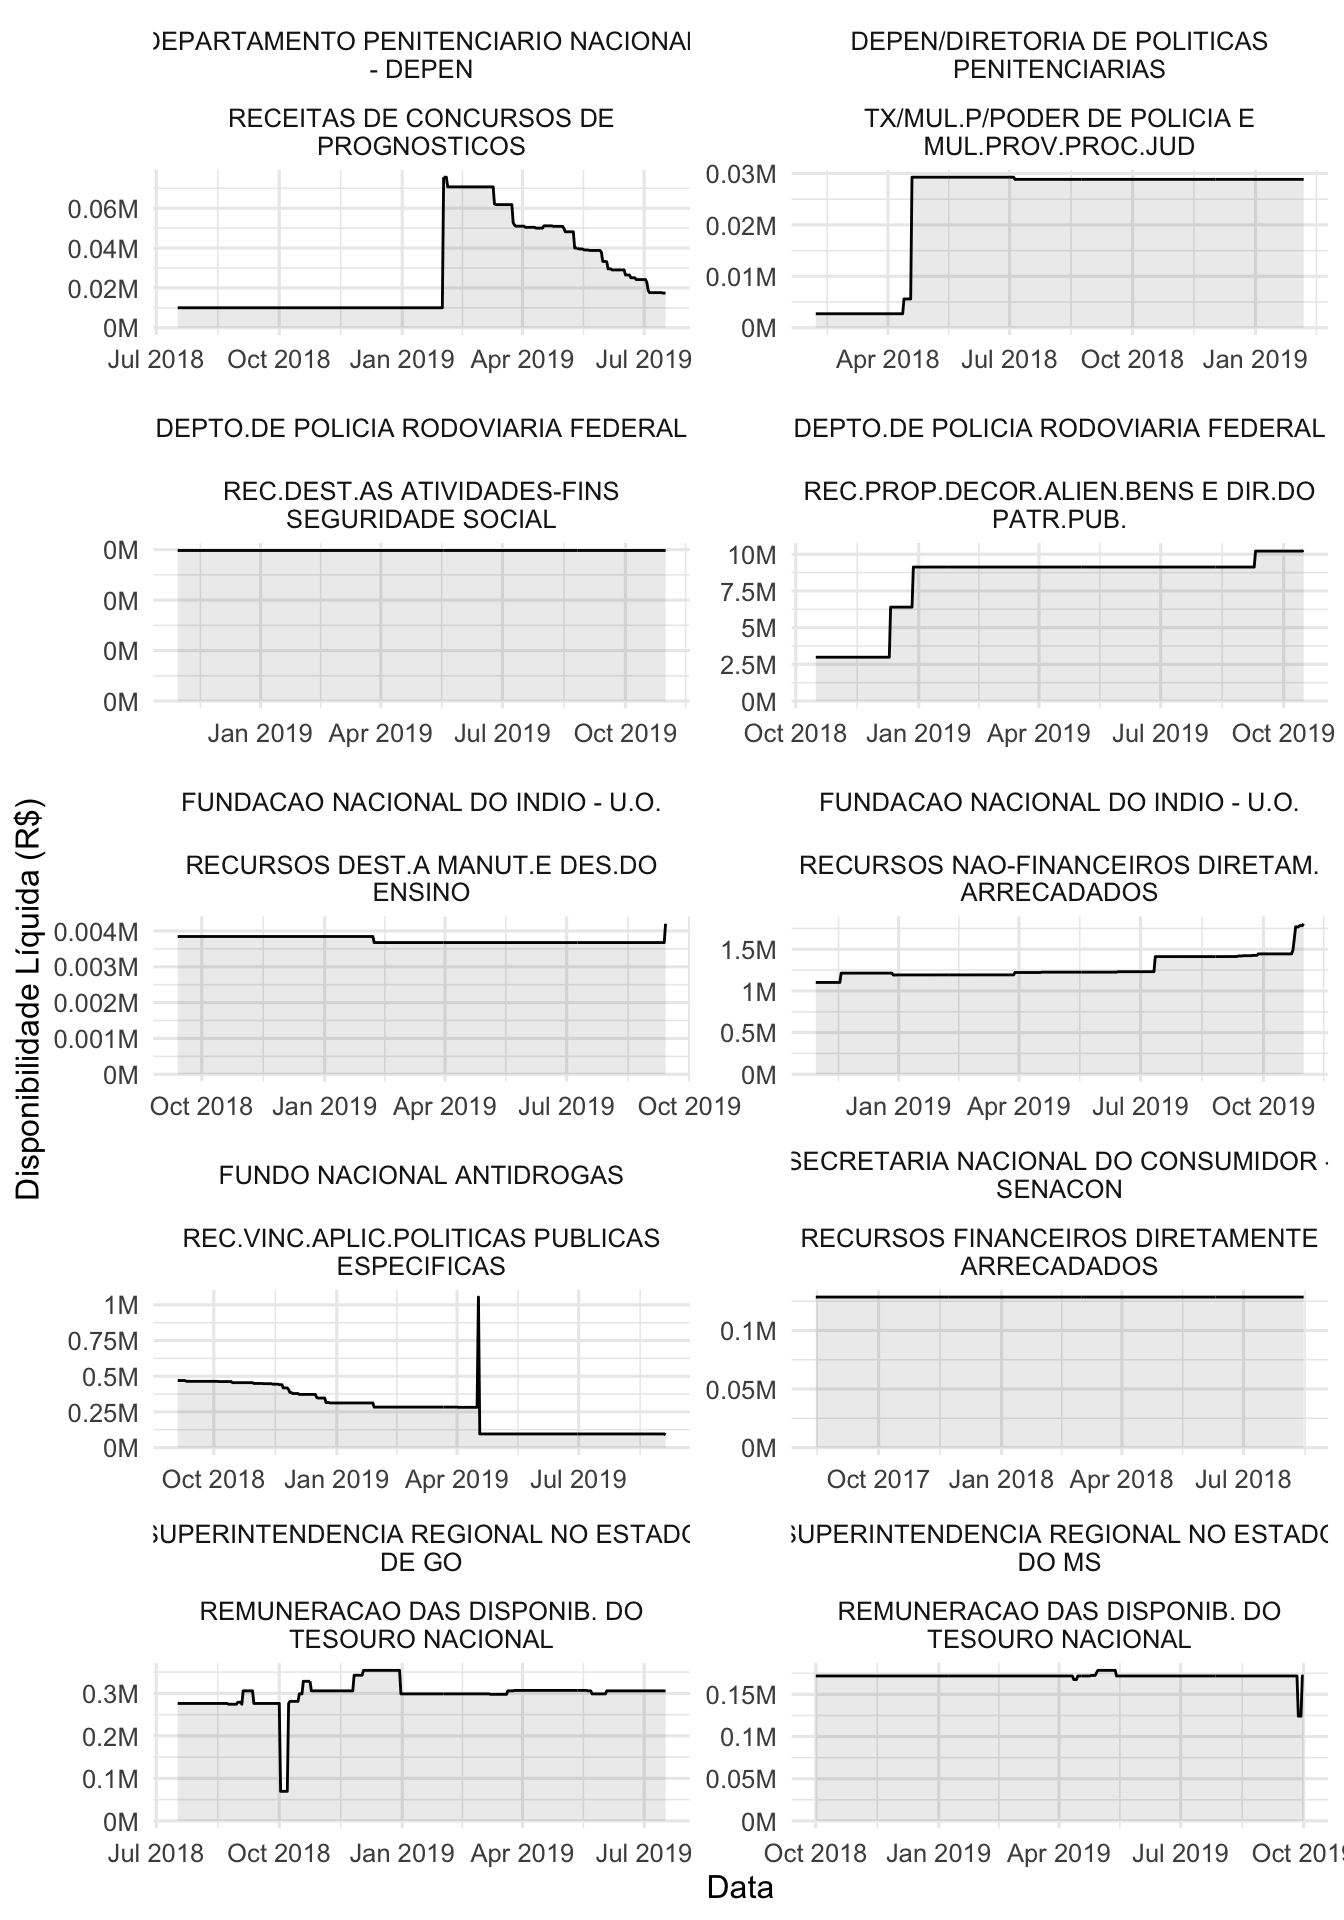 DEPARTAMENTO PENITENCIARIO NACIONAL
- DEPEN
RECEITAS DE CONCURSOS DE
PROGNOSTICOS
0.06M
0.04M
0.02M
0M
Jul 2018 Oct 2018 Jan 2019 Apr 2019 Jul 2019
DEPEN/DIRETORIA DE POLITICAS
PENITENCIARIAS
TX/MUL.P/PODER DE POLICIA E
MUL.PROV.PROC.JUD
0.03M
0.02M
0.01M
0M
Apr 2018 Jul 2018 Oct 2018 Jan 2019
DEPTO.DE POLICIA RODOVIARIA FEDERAL
REC.DEST.AS ATIVIDADES-FINS
SEGURIDADE SOCIAL
0M
0M
0M
0M
Jan 2019 Apr 2019 Jul 2019 Oct 2019
DEPTO.DE POLICIA RODOVIARIA FEDERAL
REC.PROP.DECOR.ALIEN.BENS E DIR.DO
PATR.PUB.
10M
7.5M
5M
2.5M
0M
Oct 2018 Jan 2019 Apr 2019 Jul 2019 Oct 2019
Disponibilidade Líquida (R$)
FUNDACAO NACIONAL DO INDIO - U.O.
RECURSOS DEST.A MANUT.E DES.DO
ENSINO
0.004M
0.003M
0.002M
0.001M
0M
Oct 2018 Jan 2019 Apr 2019 Jul 2019 Oct 2019
FUNDACAO NACIONAL DO INDIO - U.O.
RECURSOS NAO-FINANCEIROS DIRETAM.
ARRECADADOS
1.5M
1M
0.5M
0M
Jan 2019 Apr 2019 Jul 2019 Oct 2019
FUNDO NACIONAL ANTIDROGAS
REC.VINC.APLIC.POLITICAS PUBLICAS
ESPECIFICAS
1M
0.75M
0.5M
0.25M
0M
Oct 2018 Jan 2019 Apr 2019 Jul 2019
SECRETARIA NACIONAL DO CONSUMIDOR -
SENACON
RECURSOS FINANCEIROS DIRETAMENTE
ARRECADADOS
0.1M
0.05M
0M
Oct 2017 Jan 2018 Apr 2018 Jul 2018
SUPERINTENDENCIA REGIONAL NO ESTADO
DE GO
REMUNERACAO DAS DISPONIB. DO
TESOURO NACIONAL
0.3M
0.2M
0.1M
0M
Jul 2018 Oct 2018 Jan 2019 Apr 2019 Jul 2019
SUPERINTENDENCIA REGIONAL NO ESTADO
DO MS
REMUNERACAO DAS DISPONIB. DO
TESOURO NACIONAL
0.15M
0.1M
0.05M
0M
Oct 2018 Jan 2019 Apr 2019 Jul 2019 Oct 2019
Data